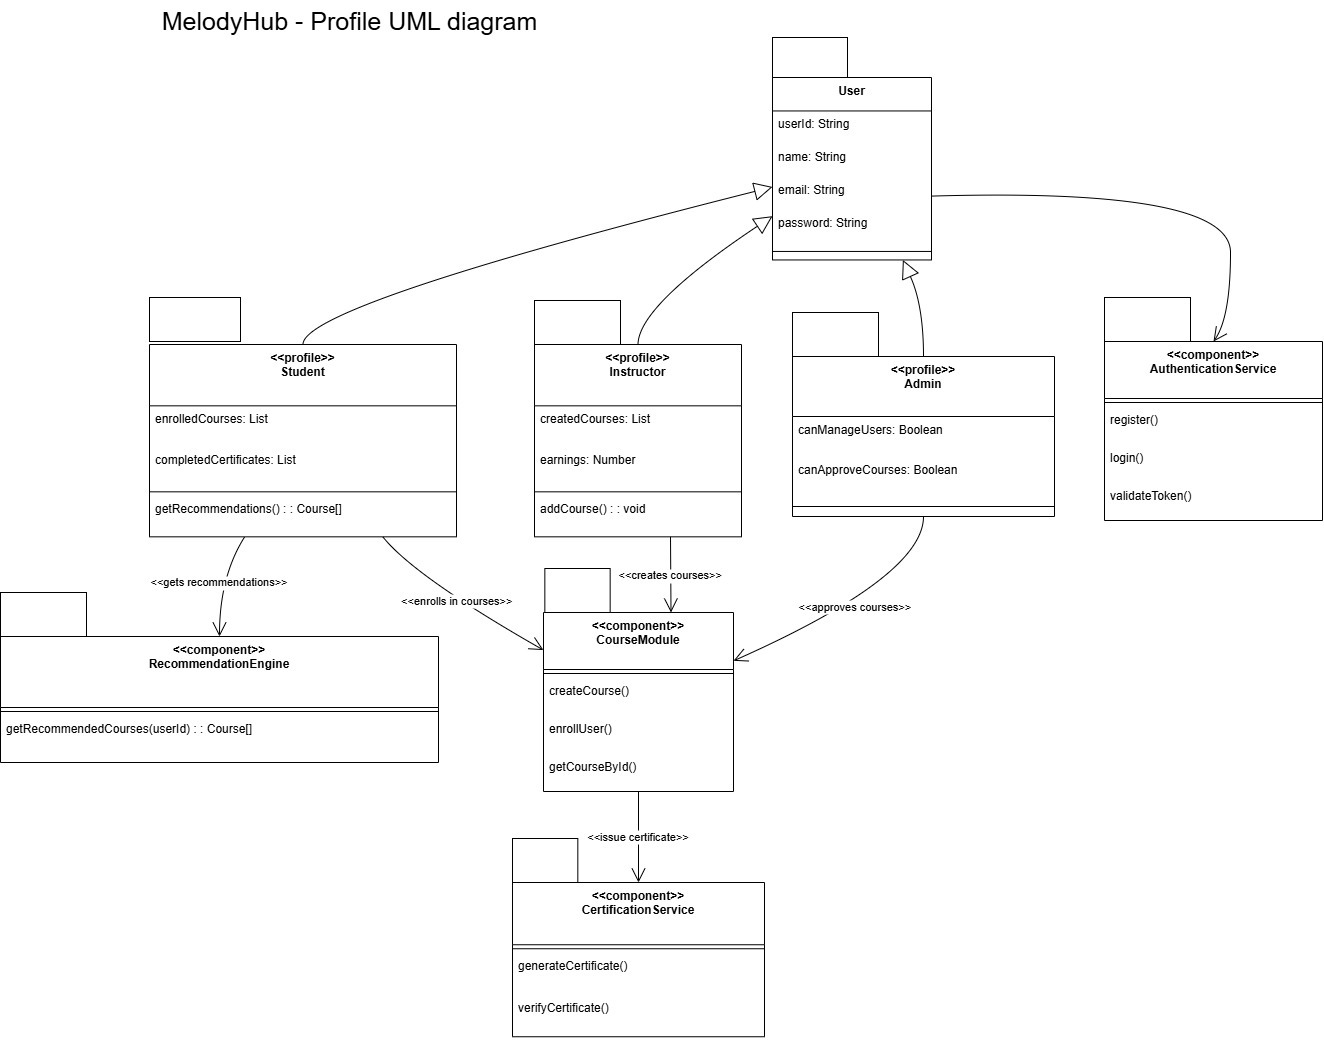 MelodyHub - Profile UML diagram
User
userId: String
name: String
email: String
password: String
<<profile>>
Student
enrolledCourses: List
completedCertificates: List
getRecommendations() : : Course[]
<<profile>>
Instructor
createdCourses: List
earnings: Number
addCourse() : : void
<<profile>>
Admin
canManageUsers: Boolean
canApproveCourses: Boolean
<<component>>
AuthenticationService
register()
login()
validateToken()
<<gets recommendations>>
<<enrolls in courses>>
<<creates courses>>
<<approves courses>>
<<component>>
RecommendationEngine
getRecommendedCourses(userId) : : Course[]
<<component>>
CourseModule
createCourse()
enrollUser()
getCourseById()
<<issue certificate>>
<<component>>
CertificationService
generateCertificate()
verifyCertificate()